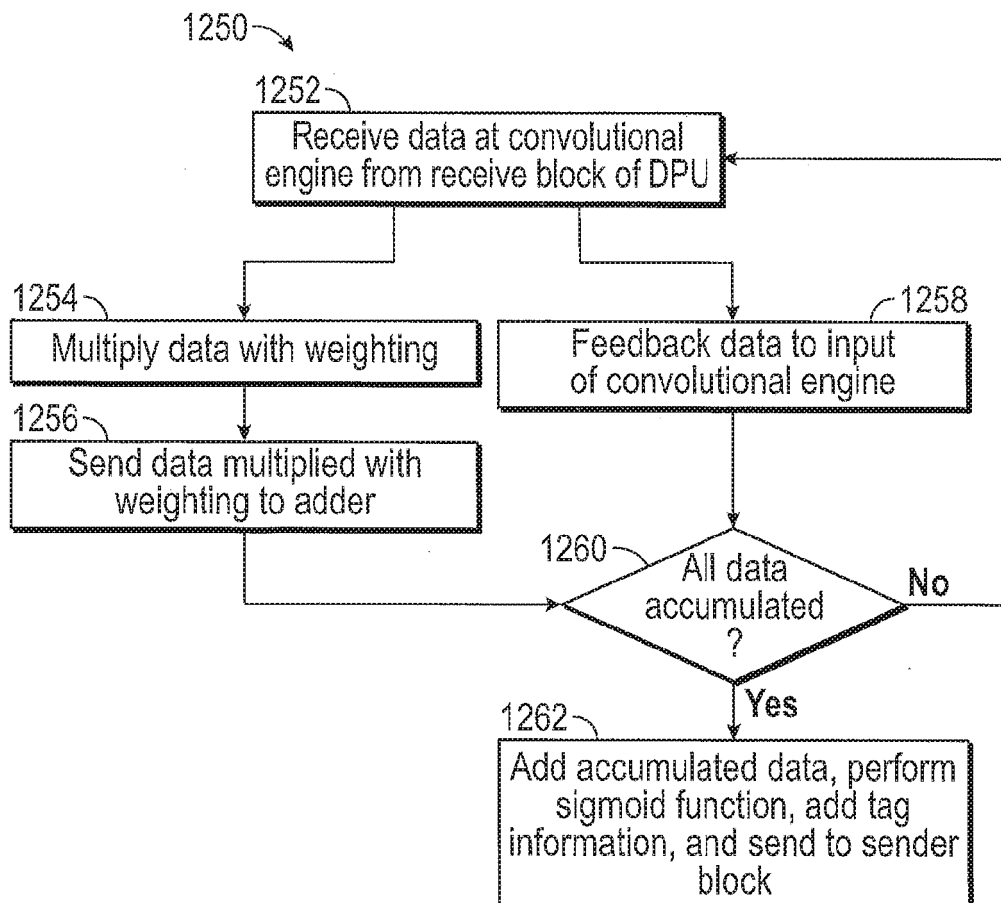 1250
1252
Receive data at convolutional
engine from receive block of DPU
1254
Multiply data with weighting
1258
Feedback data to input
of convolutional engine
1256
Send data multiplied with
weighting to adder
1260
All data
accumulated
?
No
Yes
1262
Add accumulated data, perform
sigmoid function, add tag
information, and send to sender
block